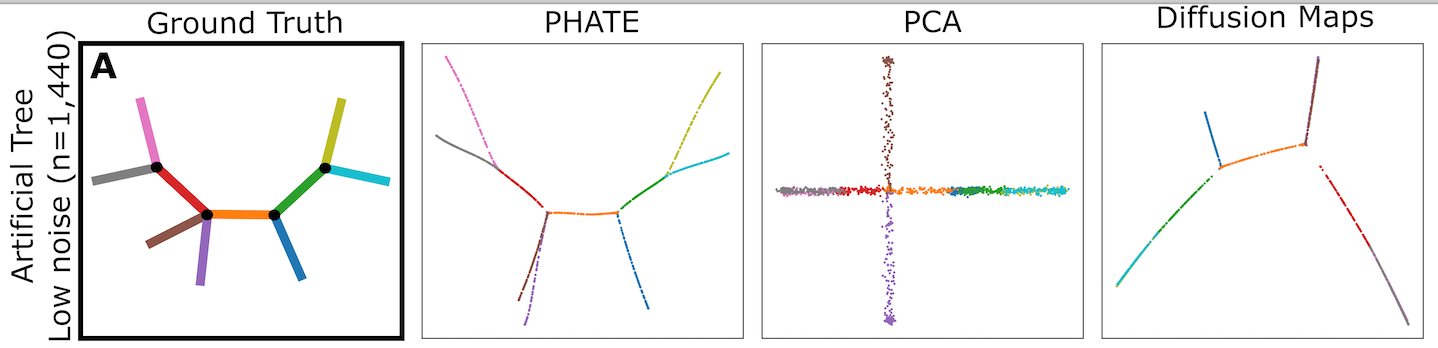 Ground Truth
PHATE
PCA
Diffusion Maps
A
Artificial Tree
Low noise (n=1,440)